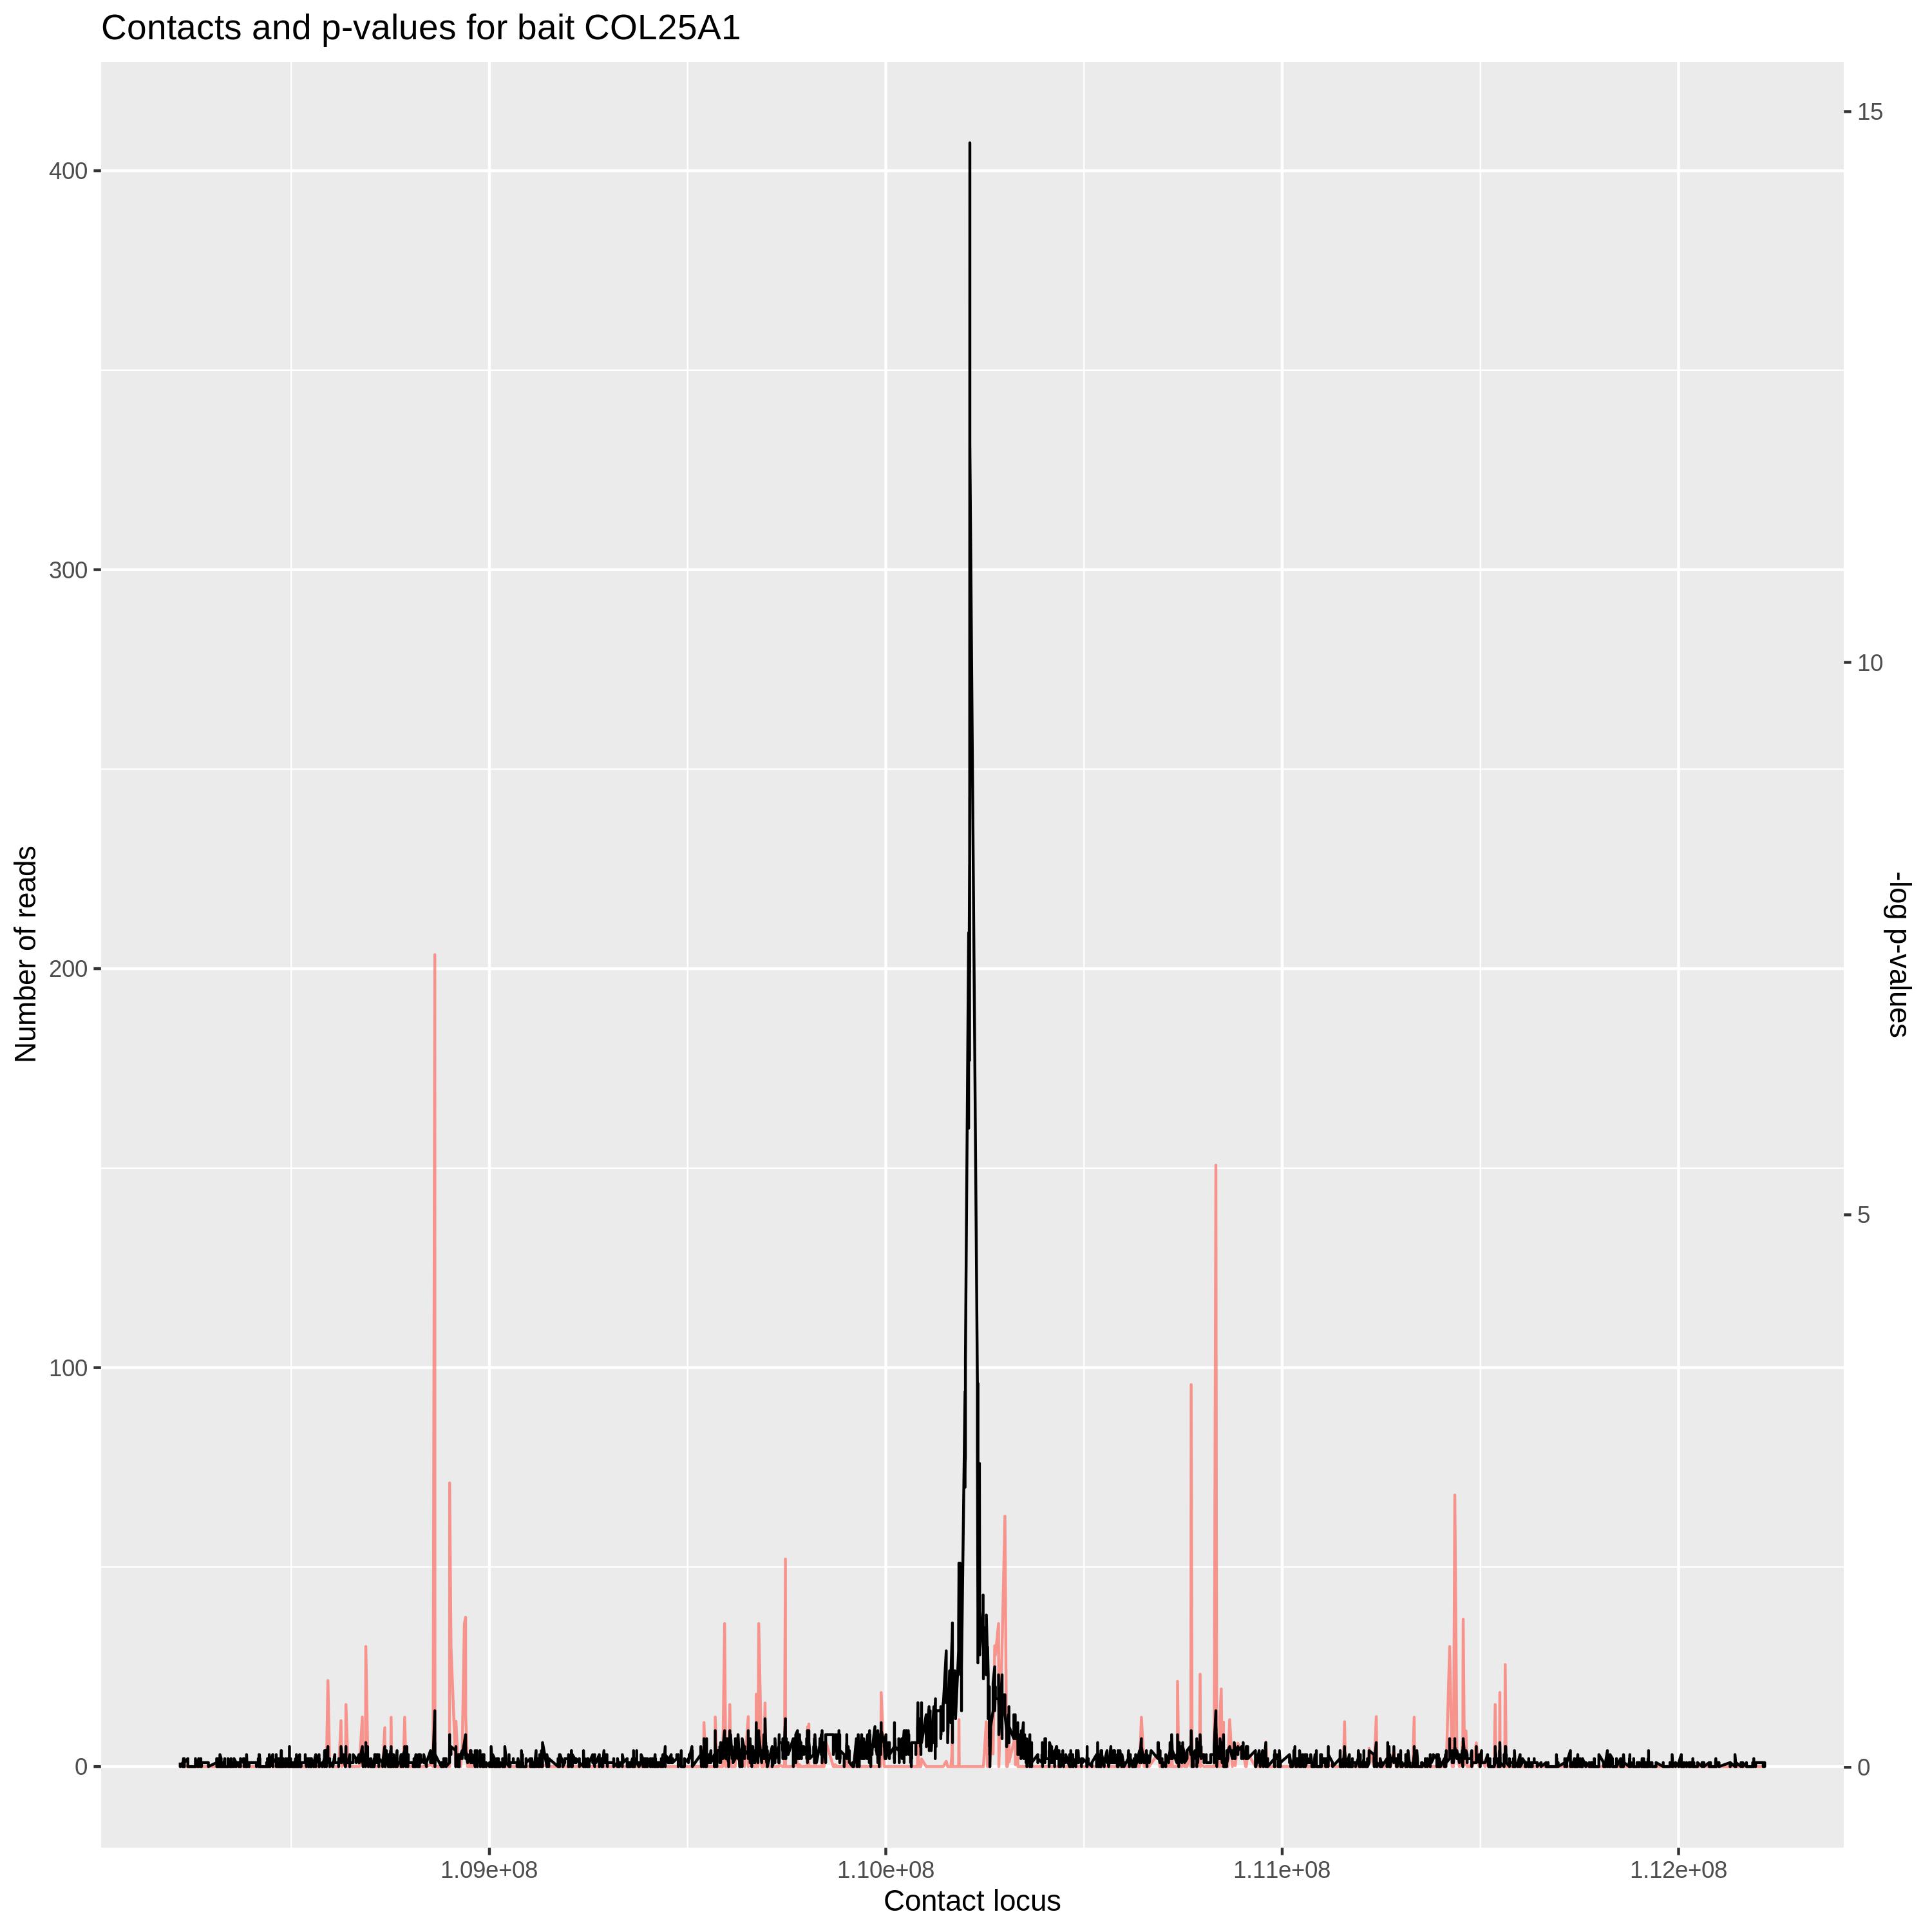 Contacts and p-values for bait COL25A1
400
300
200
100
0
Number of reads
15
10
5
0
-log p-values
1.09e+08
1.10e+08
1.11e+08
1.12e+08
Contact locus